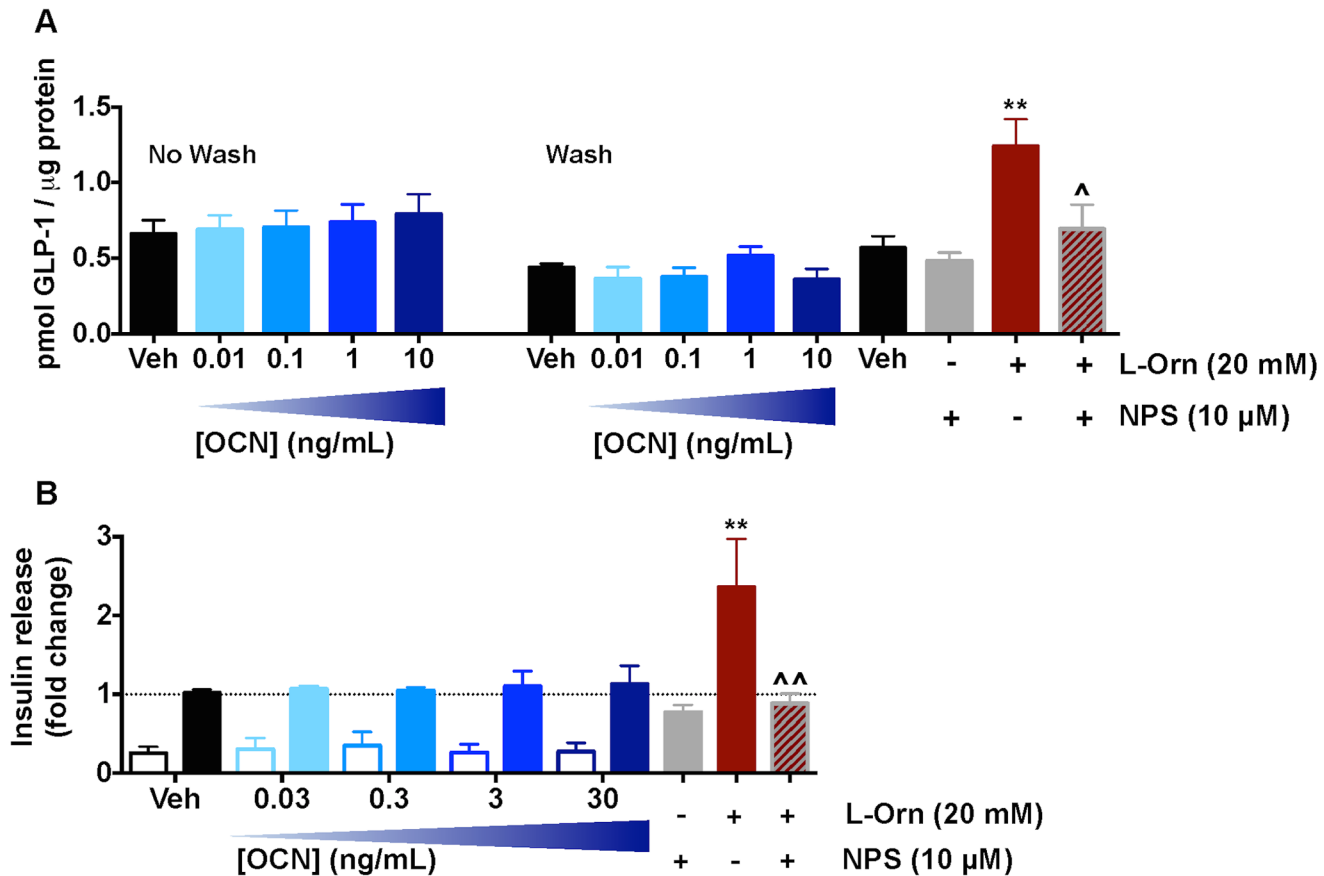 A
pmol GLP-1 / µg protein
1.5
1.0
0.5
0.0
No Wash
Wash
**
^
Veh 0.01 0.1 1 10 Veh 0.01 0.1 1 10 Veh - + + L-Orn (20 mM)
+ - + NPS (10 µM)
[OCN] (ng/mL) [OCN] (ng/mL)
B
Insulin release
(fold change)
3
2
1
0
**
^^
Veh 0.03 0.3 3 30 - + + L-Orn (20 mM)
[OCN] (ng/mL) + - + NPS (10 µM)